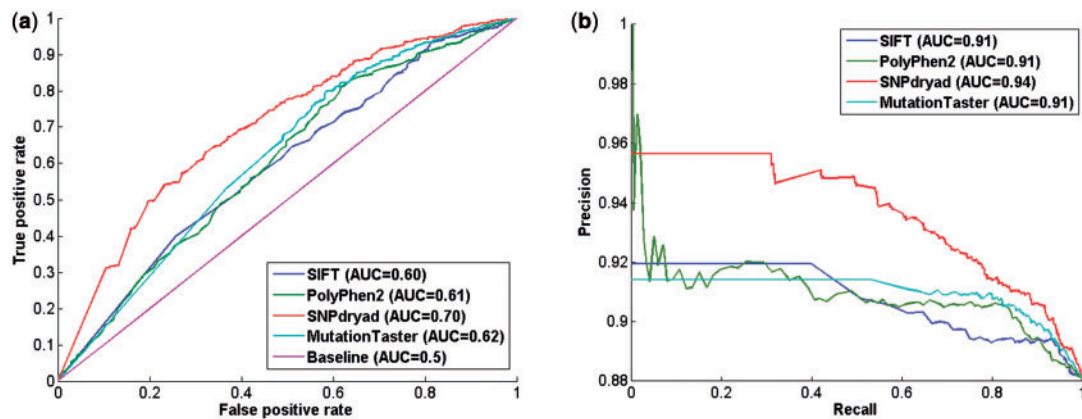 (a)
True positive rate
1
0.9
0.8
0.7
0.6
0.5
0.4
0.3
0.2
0.1
0
0 0.2 0.4 0.6 0.8 1
False positive rate
SIFT (AUC=0.60)
PolyPhen2 (AUC=0.61)
SNPdryad (AUC=0.70)
MutationTaster (AUC=0.62)
Baseline (AUC=0.5)
(b)
Precision
1
0.98
0.96
0.94
0.92
0.9
0.88
0 0.2 0.4 0.6 0.8 1
Recall
SIFT (AUC=0.91)
PolyPhen2 (AUC=0.91)
SNPdryad (AUC=0.94)
MutationTaster (AUC=0.91)